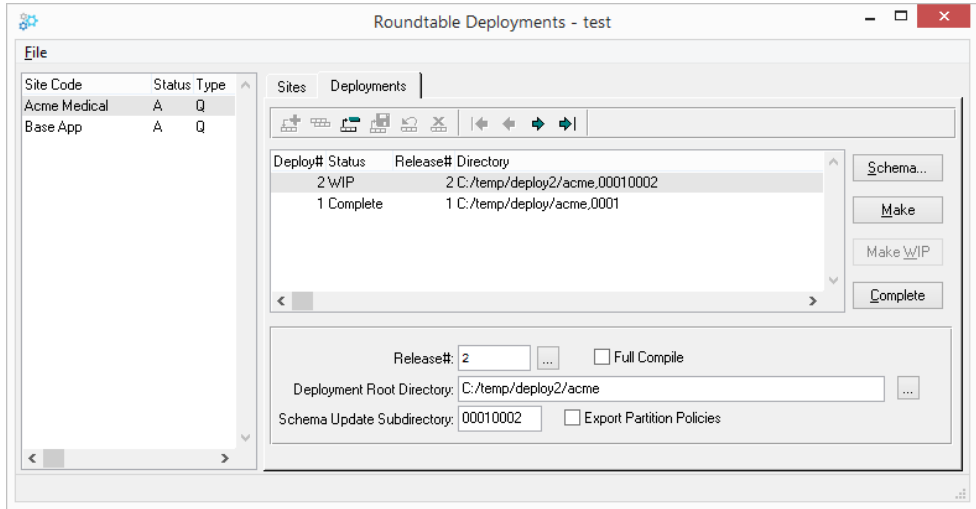 Roundtable Deployments - test
File
Site Code Status Type
Acme Medical A Q
Base App A Q
Sites Deployments
Deploy# Status Release# Directory
2 WIP 2 C:/temp/deploy2/acme,00010002
1 Complete 1 C:/temp/deploy/acme,0001
Schema...
Make
Make WIP
Complete
Release#: 2 ... Full Compile
Deployment Root Directory: C:/temp/deploy2/acme ...
Schema Update Subdirectory: 00010002 Export Partition Policies